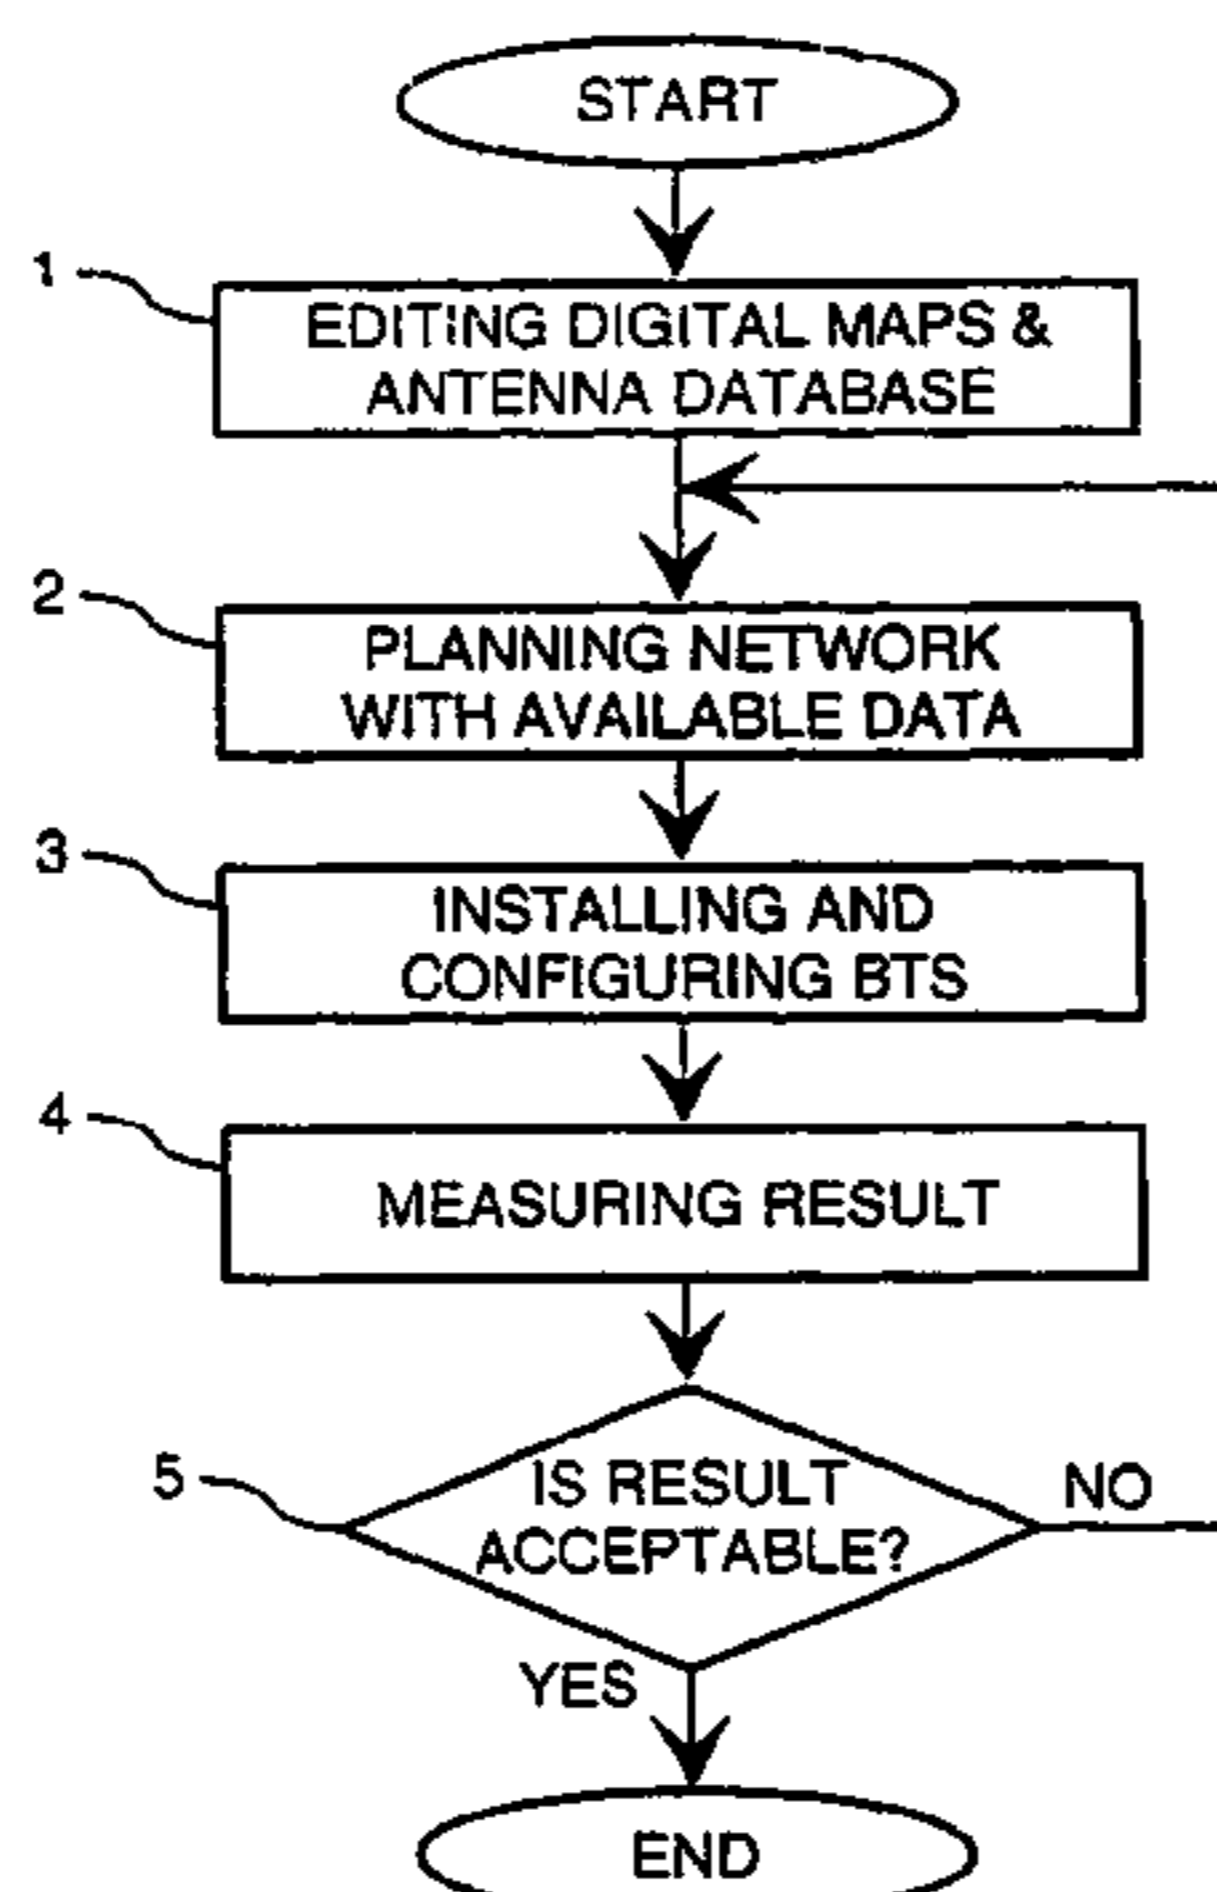 START
1
EDITING DIGITAL MAPS &
ANTENNA DATABASE
2
PLANNING NETWORK
WITH AVAILABLE DATA
3
INSTALLING AND
CONFIGURING BTS
4
MEASURING RESULT
5
IS RESULT
ACCEPTABLE?
NO
YES
END